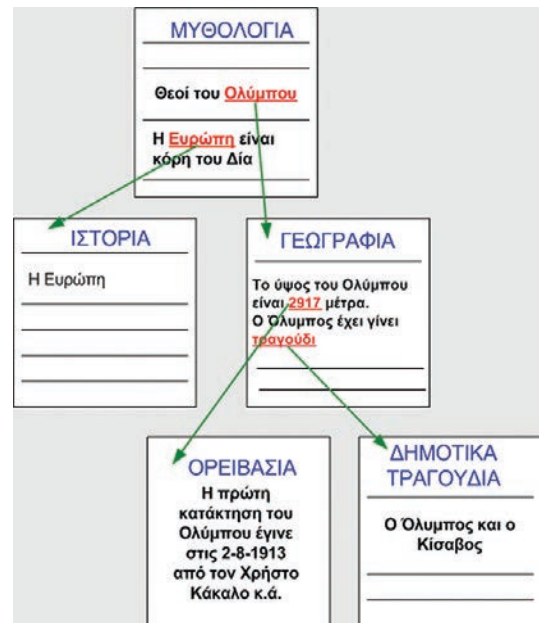 ΜΥΘΟΛΟΓΙΑ
Θεοί του Ολύμπου
Η Ευρώπη είναι
κόρη του Δία
ΙΣΤΟΡΙΑ
Η Ευρώπη
ΓΕΩΓΡΑΦΙΑ
Το ύψος του Ολύμπου
είναι 2917 μέτρα.
Ο Όλυμπος έχει γίνει
τραγούδι
ΟΡΕΙΒΑΣΙΑ
Η πρώτη
κατάκτηση του
Ολύμπου έγινε
στις 2-8-1913
από τον Χρήστο
Κάκαλο κ.ά.
ΔΗΜΟΤΙΚΑ
ΤΡΑΓΟΥΔΙΑ
Ο Όλυμπος και ο
Κίσαβος